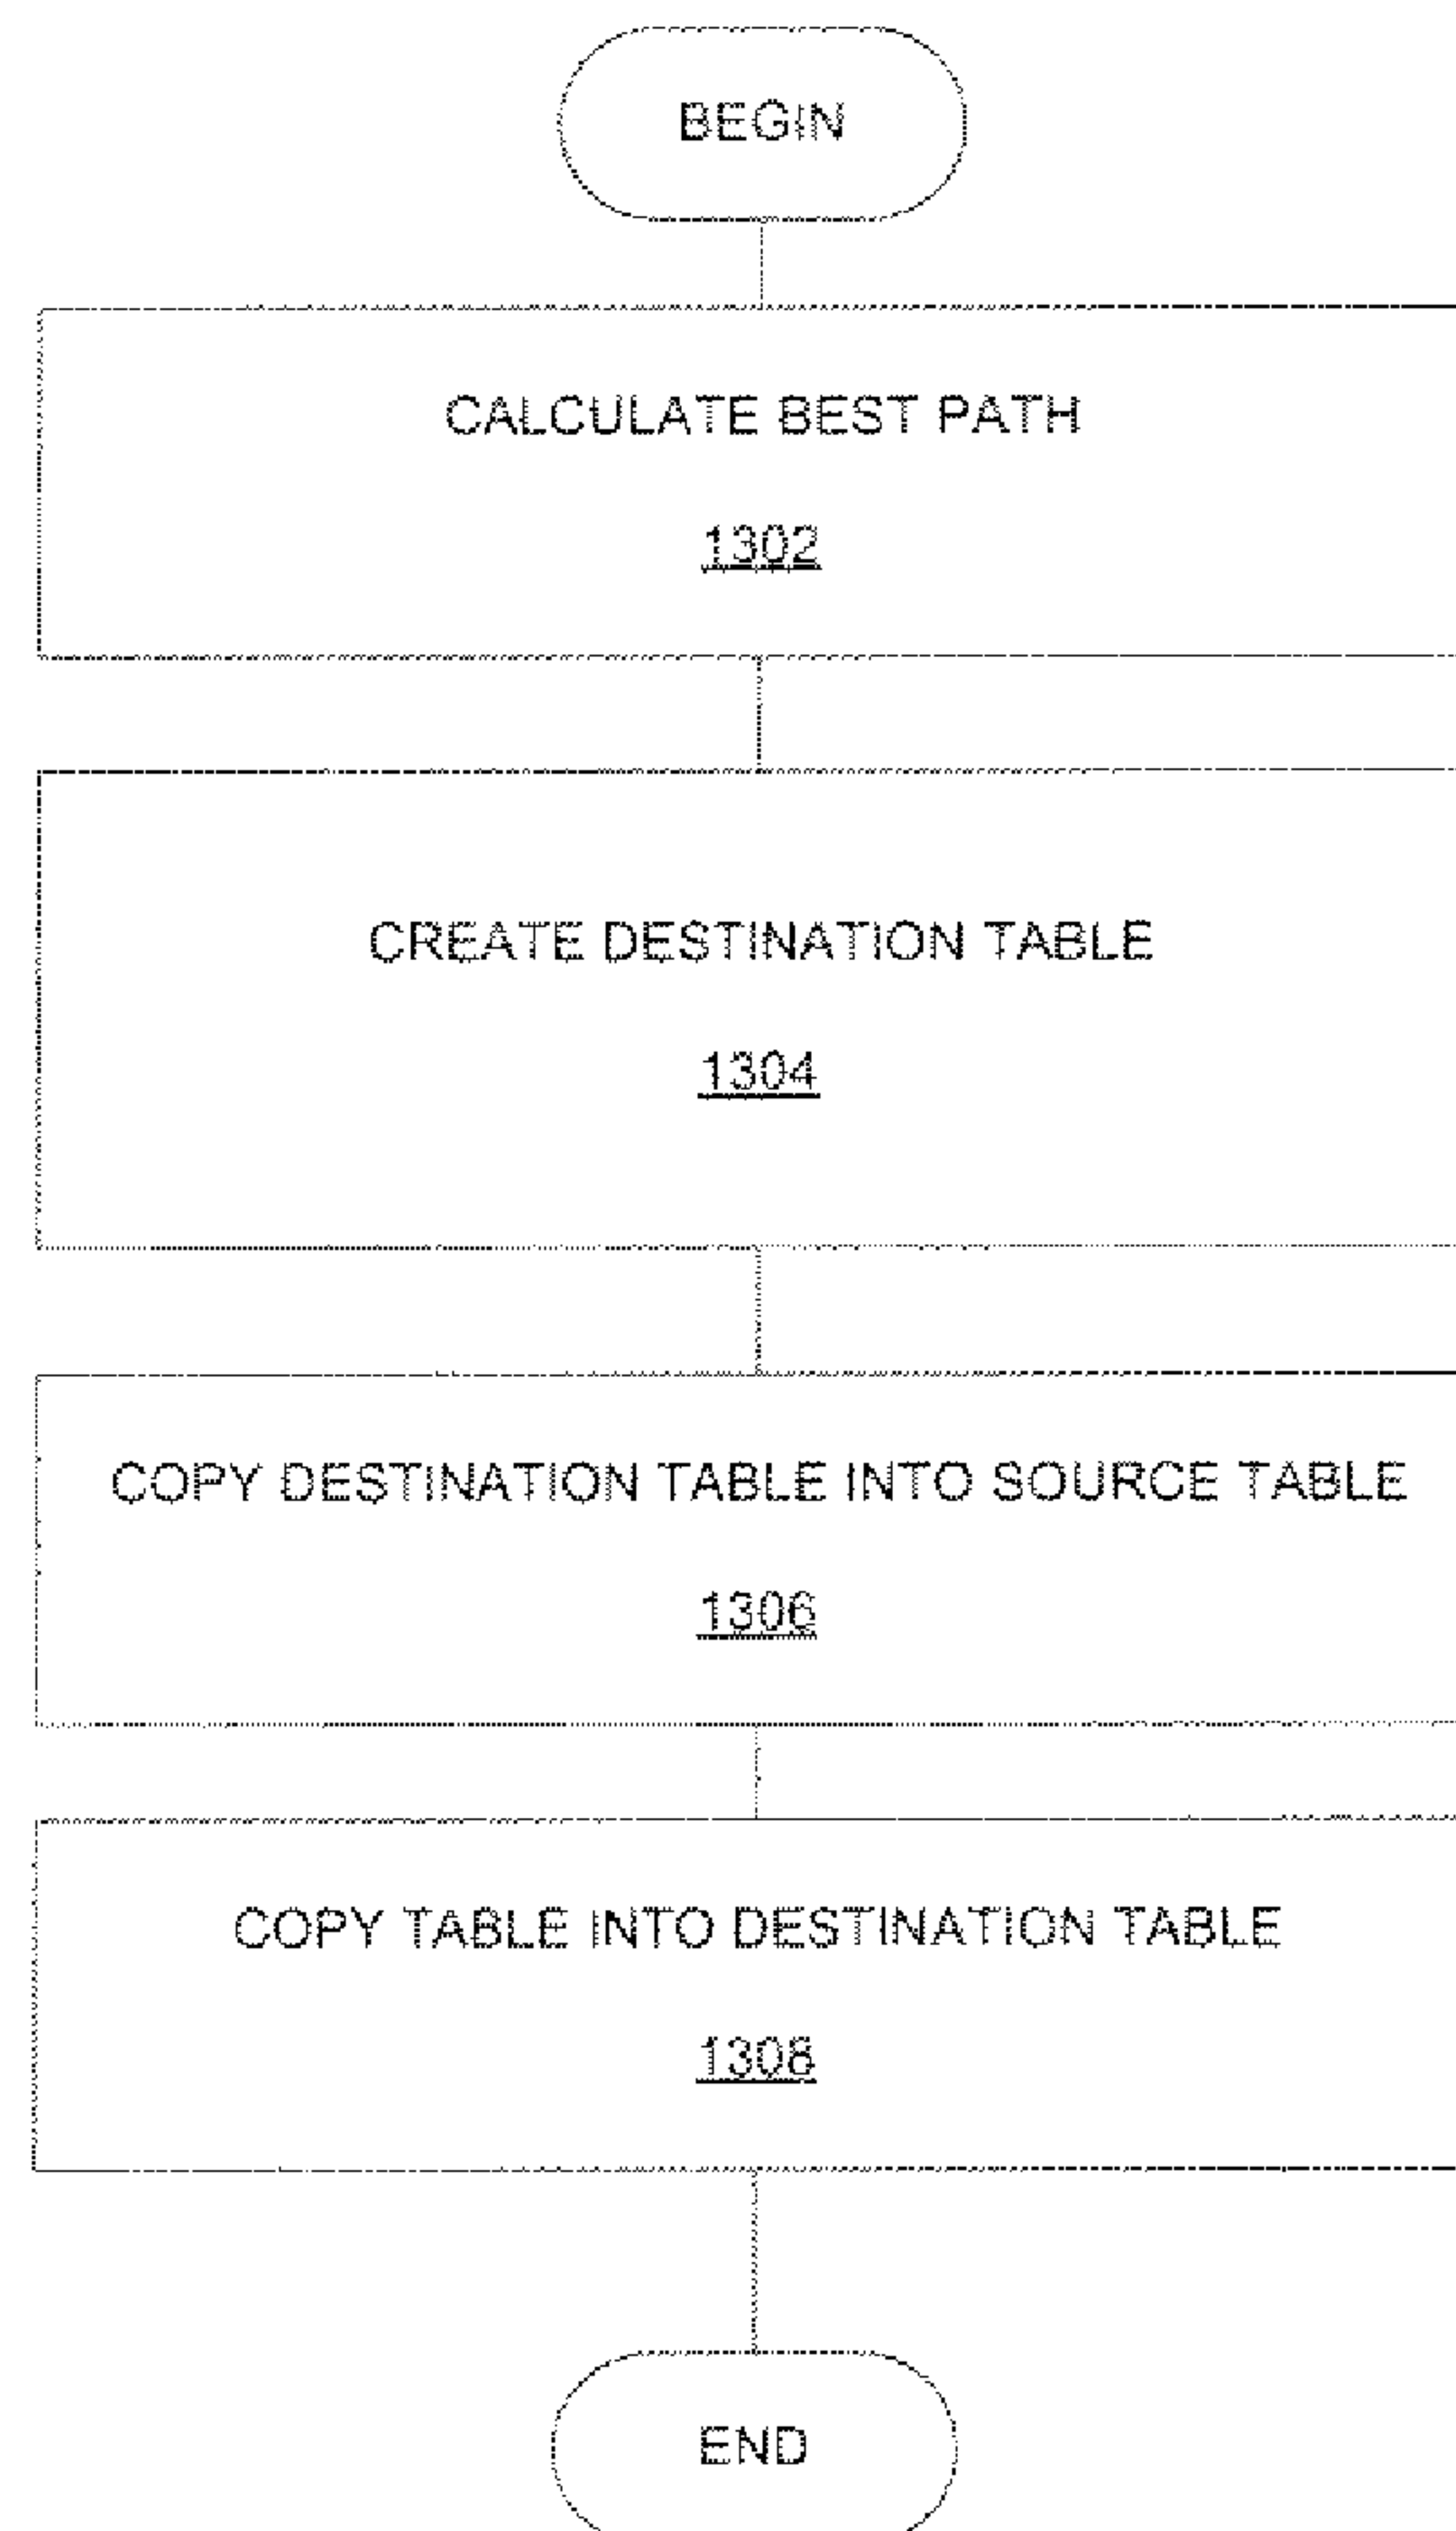 BEGIN
CALCULATE BEST PATH
1302
CREATE DESTINATION TABLE
1304
COPY DESTINATION TABLE INTO SOURCE TABLE
1306
COPY TABLE INTO DESTINATION TABLE
1308
END